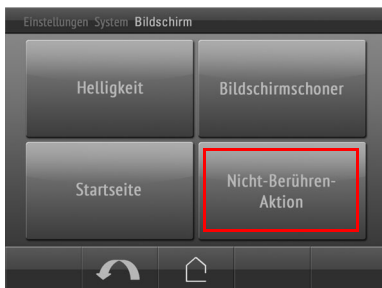 Einstellungen System Bildschirm
Helligkeit
Bildschirmschoner
Startseite
Nicht-Berühren-
Aktion